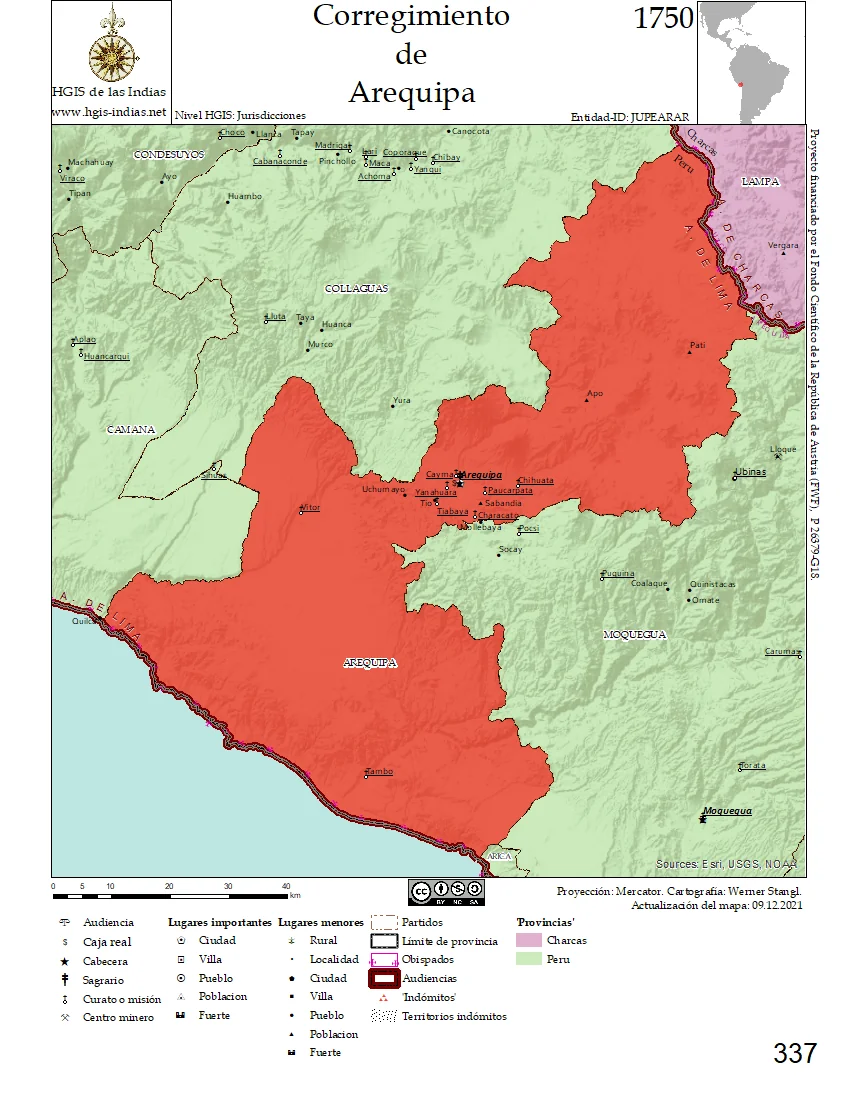 Corregimiento
de
Arequipa
1750
HGIS de las Indias
www.hgis-indias.net
Nivel HGIS: Jurisdicciones
Entidad-ID: JUPEARAR
Choco
Llanca
Tapay
Madrigal
Lari
Coporaque
Canocota
CONDESUYOS
Cabanaconde
Pinchollo
Maca
Chibay
Yanqui
Achoma
Machahuay
Viraco
Ayo
Tipan
Huambo
Charcas
Peru
LAMPA
Vergara
A. DE CHARCAS
A. DE LIMA
COLLAGUAS
Lluta
Taya
Huanca
Murco
Aplao
Huancarqui
Pati
Apo
Yura
CAMANA
Sihuas
Lloque
Ubinas
Cayma
Arequipa
Chihuata
Uchumayo
Yanahuara
Paucarpata
Tio
Sabandia
Tiabaya
Characato
Mollebaya
Pocsi
Vitor
Socay
Puquina
Coalaque
Quinistacas
Omate
A. DE LIMA
Quilca
MOQUEGUA
Carumas
AREQUIPA
Tambo
Torata
Moquegua
ARICA
Sources: Esri, USGS, NOAA
Proyecto financiado por el Fondo Científico de la República de Austria (FWF), P 26379-G18.
0 5 10 20 30 40 km
CC BY NC SA
Proyección: Mercator. Cartografía: Werner Stangl.
Actualización del mapa: 09.12.2021
Audiencia
Caja real
Cabecera
Sagrario
Curato o misión
Centro minero
Lugares importantes
Ciudad
Villa
Pueblo
Poblacion
Fuerte
Lugares menores
Rural
Localidad
Ciudad
Villa
Pueblo
Poblacion
Fuerte
Partidos
Límite de provincia
Obispados
Audiencias
'Indómitos'
Territorios indómitos
'Provincias'
Charcas
Peru
337